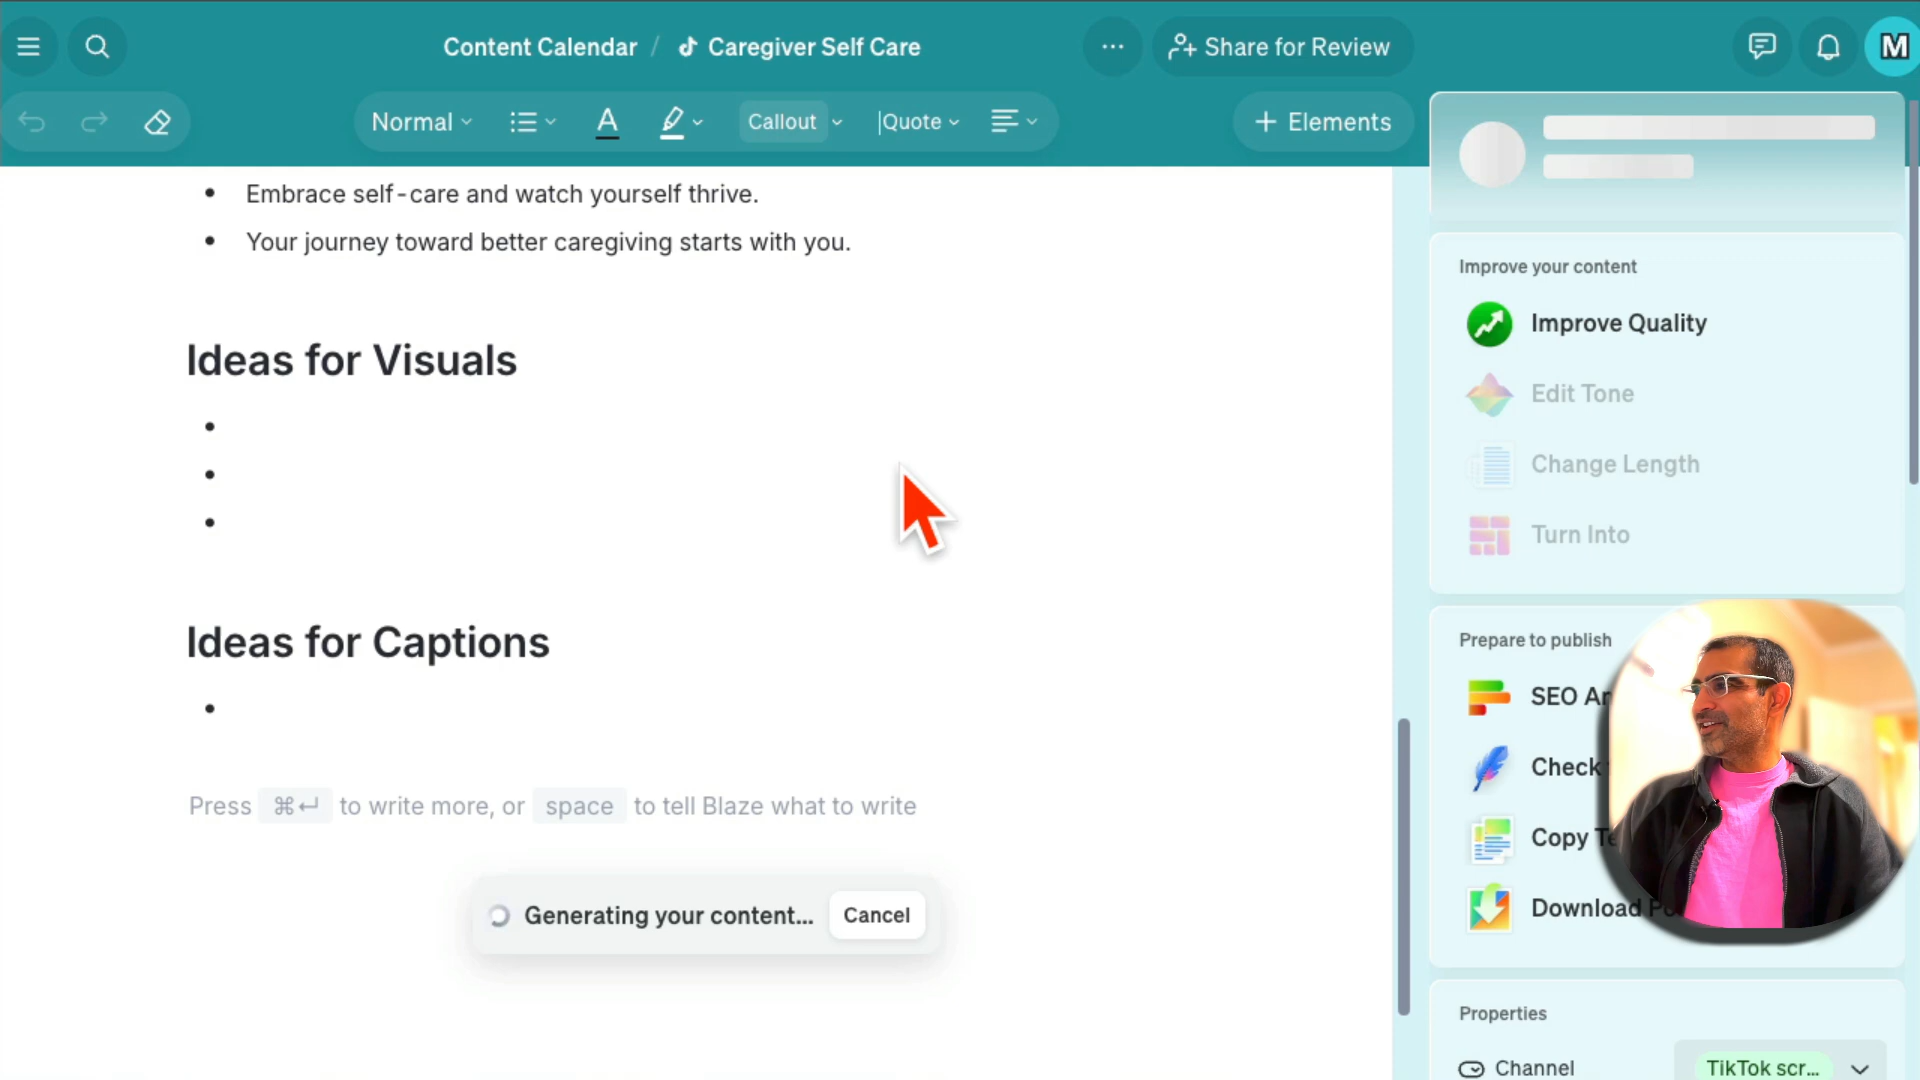 Content Calendar / Caregiver Self Care
Share for Review
M
Normal
A
Callout
Quote
Elements
Embrace self-care and watch yourself thrive.
Your journey toward better caregiving starts with you.
Ideas for Visuals
Ideas for Captions
Press ⌘↵ to write more, or space to tell Blaze what to write
Generating your content...
Cancel
Improve your content
Improve Quality
Edit Tone
Change Length
Turn Into
Prepare to publish
SEO
Check
Copy
Download
Properties
Channel
TikTok scr...